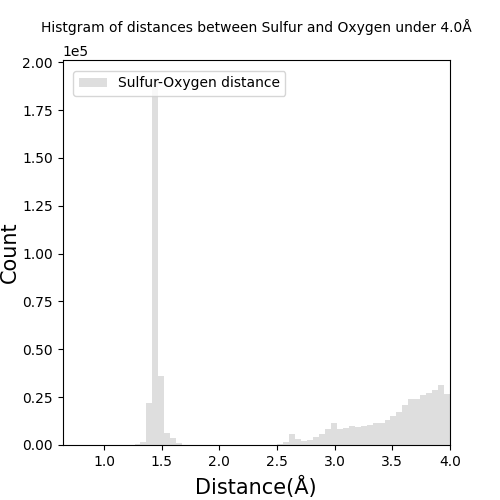 Histgram of distances between Sulfur and Oxygen under 4.0Å
1e5
Sulfur-Oxygen distance
2.00
1.75
1.50
1.25
1.00
0.75
0.50
0.25
0.00
Count
1.0 1.5 2.0 2.5 3.0 3.5 4.0
Distance(Å)